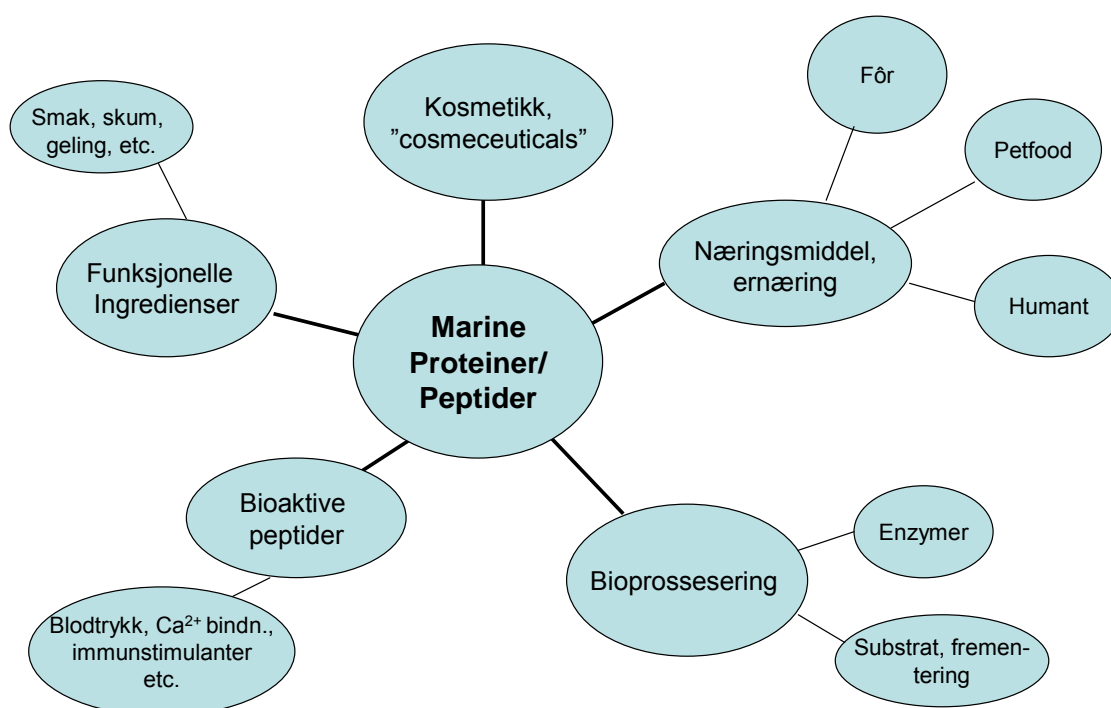 Kosmetikk,
”cosmeceuticals”
Fôr
Smak, skum,
geling, etc.
Petfood
Næringsmiddel,
ernæring
Funksjonelle
Ingredienser
Humant
Marine
Proteiner/
Peptider
Bioaktive
peptider
Enzymer
Bioprossesering
Blodtrykk, Ca²⁺ bindn.,
immunstimulanter
etc.
Substrat, fremen-
tering